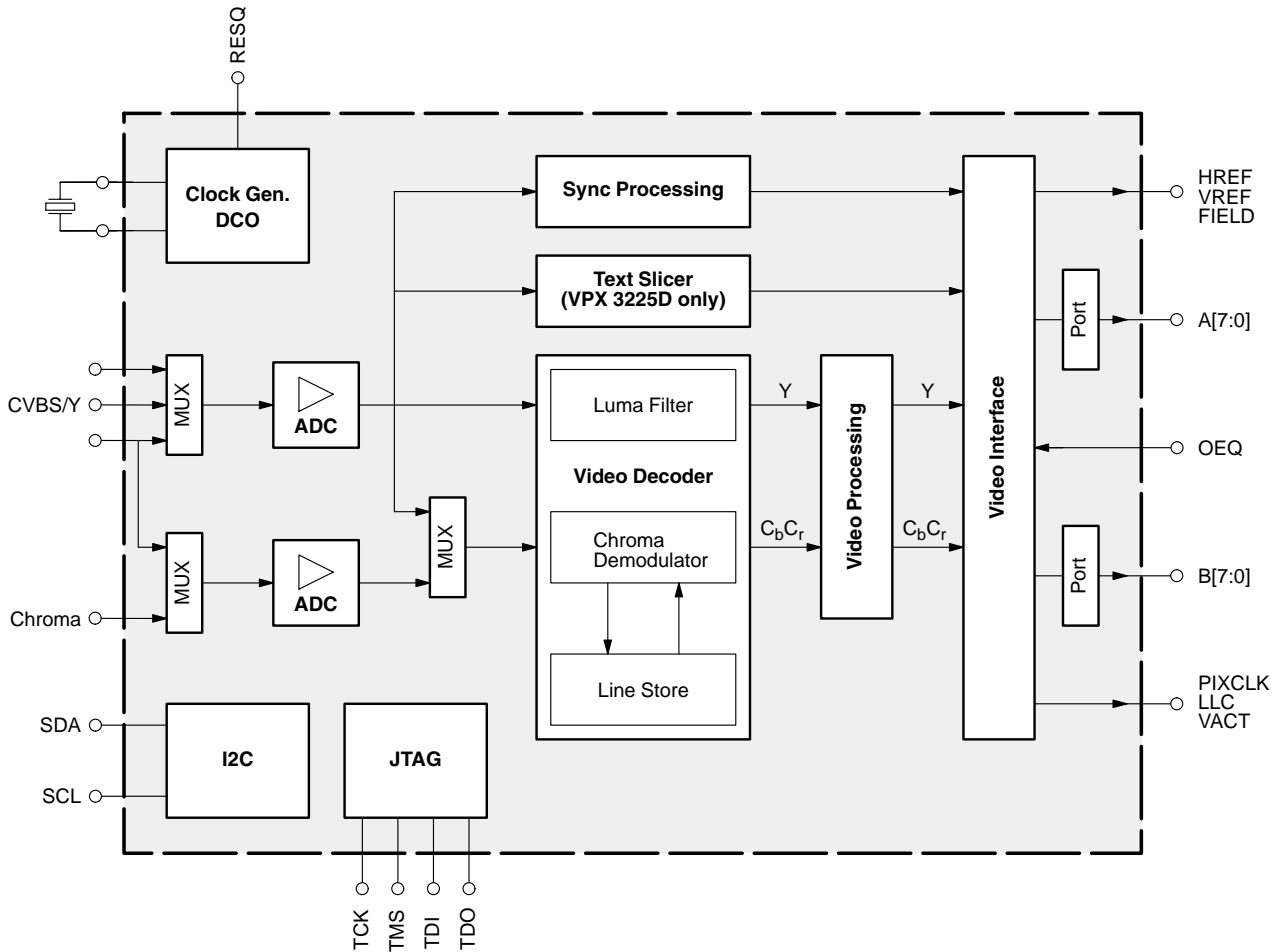 RESQ
Clock Gen.
DCO
Sync Processing
HREF
VREF
FIELD
Text Slicer
(VPX 3225D only)
Port
A[7:0]
CVBS/Y
MUX
ADC
Luma Filter
Y
Y
Video Decoder
Video Processing
Video Interface
OEQ
MUX
Chroma
Demodulator
CbCr
CbCr
Chroma
MUX
ADC
Port
B[7:0]
Line Store
PIXCLK
LLC
VACT
SDA
SCL
I2C
JTAG
TCK
TMS
TDI
TDO